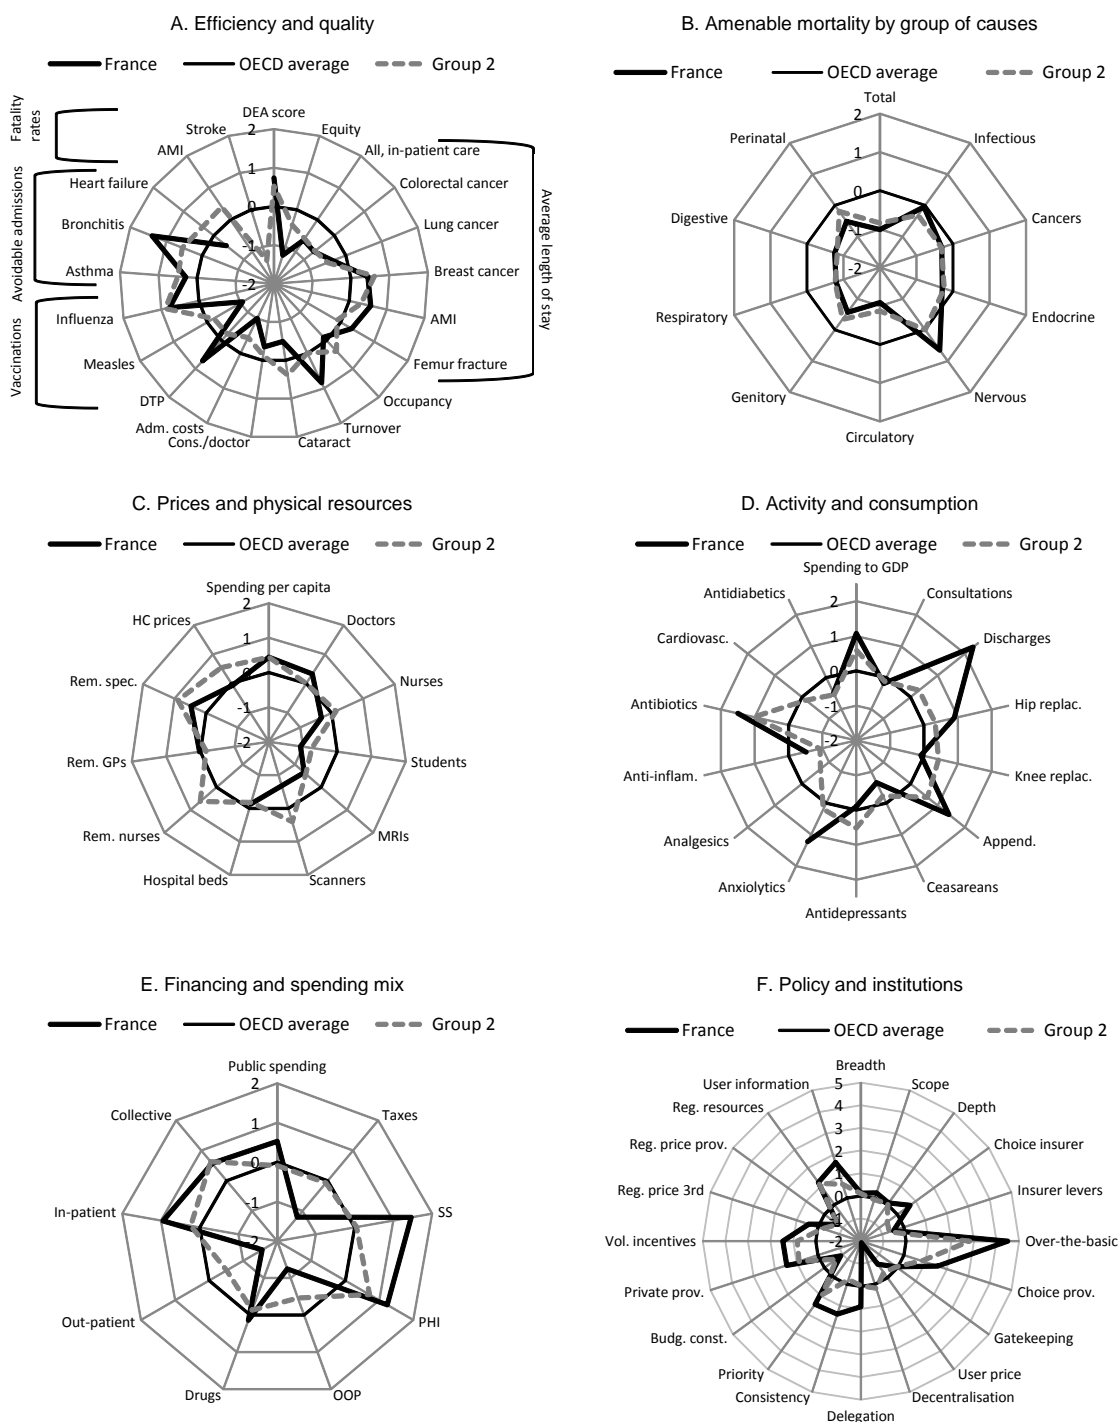 A. Efficiency and quality
France
OECD average
Group 2
Fatality
rates
Avoidable admissions
Vaccinations
Average length of stay
DEA score
Equity
All, in-patient care
Colorectal cancer
Lung cancer
Breast cancer
AMI
Femur fracture
Occupancy
Turnover
Cataract
Cons./doctor
Adm. costs
DTP
Measles
Influenza
Asthma
Bronchitis
Heart failure
AMI
Stroke
2
1
0
-1
-2
B. Amenable mortality by group of causes
France
OECD average
Group 2
Total
Infectious
Cancers
Endocrine
Nervous
Circulatory
Genitory
Respiratory
Digestive
Perinatal
2
1
0
-1
-2
C. Prices and physical resources
France
OECD average
Group 2
Spending per capita
Doctors
Nurses
Students
MRIs
Scanners
Hospital beds
Rem. nurses
Rem. GPs
Rem. spec.
HC prices
2
1
0
-1
-2
D. Activity and consumption
France
OECD average
Group 2
Spending to GDP
Consultations
Discharges
Hip replac.
Knee replac.
Append.
Ceasareans
Antidepressants
Anxiolytics
Analgesics
Anti-inflam.
Antibiotics
Cardiovasc.
Antidiabetics
2
1
0
-1
-2
E. Financing and spending mix
France
OECD average
Group 2
Public spending
Taxes
SS
PHI
OOP
Drugs
Out-patient
In-patient
Collective
2
1
0
-1
-2
F. Policy and institutions
France
OECD average
Group 2
Breadth
Scope
Depth
Choice insurer
Insurer levers
Over-the-basic
Choice prov.
Gatekeeping
User price
Decentralisation
Delegation
Consistency
Priority
Budg. const.
Private prov.
Vol. incentives
Reg. price 3rd
Reg. price prov.
Reg. resources
User information
5
4
3
2
1
0
-1
-2